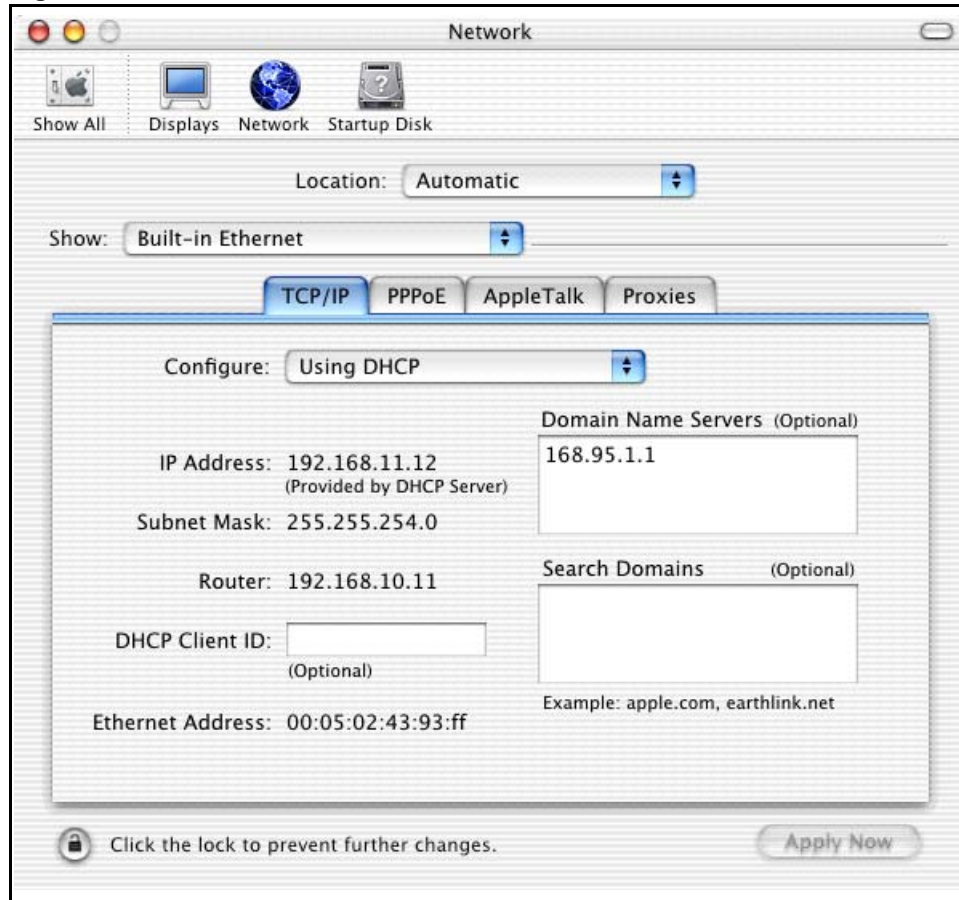 Network
Show All Displays Network Startup Disk
Location: Automatic
Show: Built-in Ethernet
TCP/IP PPPoE AppleTalk Proxies
Configure: Using DHCP
Domain Name Servers (Optional)
168.95.1.1
IP Address: 192.168.11.12
(Provided by DHCP Server)
Subnet Mask: 255.255.254.0
Router: 192.168.10.11
Search Domains (Optional)
DHCP Client ID:
(Optional)
Example: apple.com, earthlink.net
Ethernet Address: 00:05:02:43:93:ff
Click the lock to prevent further changes.
Apply Now